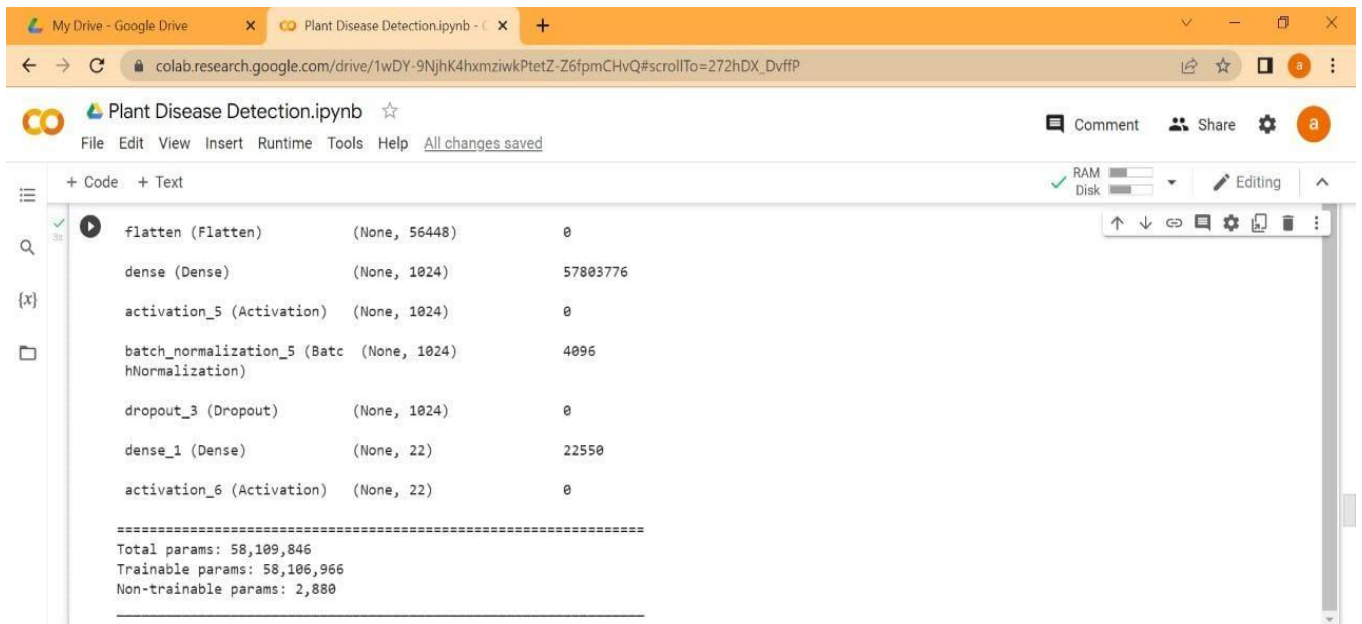 My Drive - Google Drive
Plant Disease Detection.ipynb - C
colab.research.google.com/drive/1wDY-9NjhK4hxmziwkPtetZ-Z6fpmCHvQ#scrollTo=272hDX_DvffP
a
CO Plant Disease Detection.ipynb
Comment Share a
File Edit View Insert Runtime Tools Help All changes saved
+ Code + Text RAM Disk Editing
3s
{x}
flatten (Flatten) (None, 56448) 0
dense (Dense) (None, 1024) 57803776
activation_5 (Activation) (None, 1024) 0
batch_normalization_5 (Batc (None, 1024) 4096
hNormalization)
dropout_3 (Dropout) (None, 1024) 0
dense_1 (Dense) (None, 22) 22550
activation_6 (Activation) (None, 22) 0
=================================================================
Total params: 58,109,846
Trainable params: 58,106,966
Non-trainable params: 2,880
_________________________________________________________________